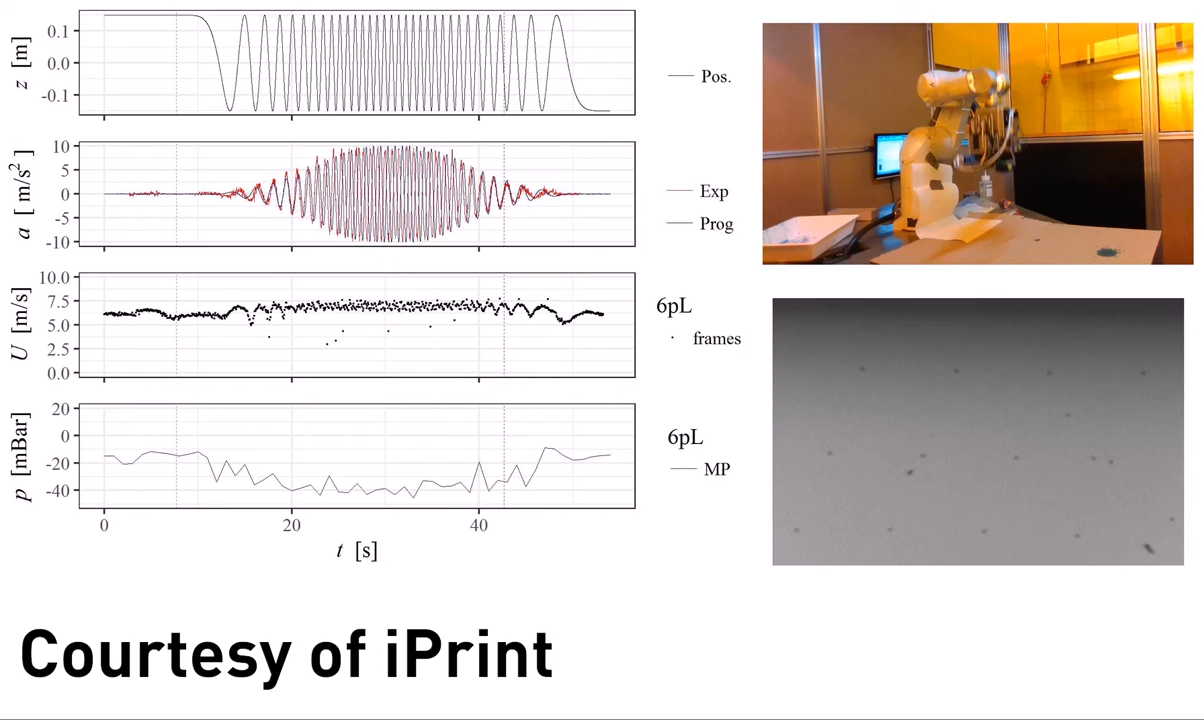 z [m]
0.1
0.0
-0.1
Pos.
a [ m/s² ]
10
5
0
-5
-10
Exp
Prog
U [m/s]
10.0
7.5
5.0
2.5
0.0
6pL
frames
p [mBar]
20
0
-20
-40
6pL
MP
0 20 40
t [s]
Courtesy of iPrint